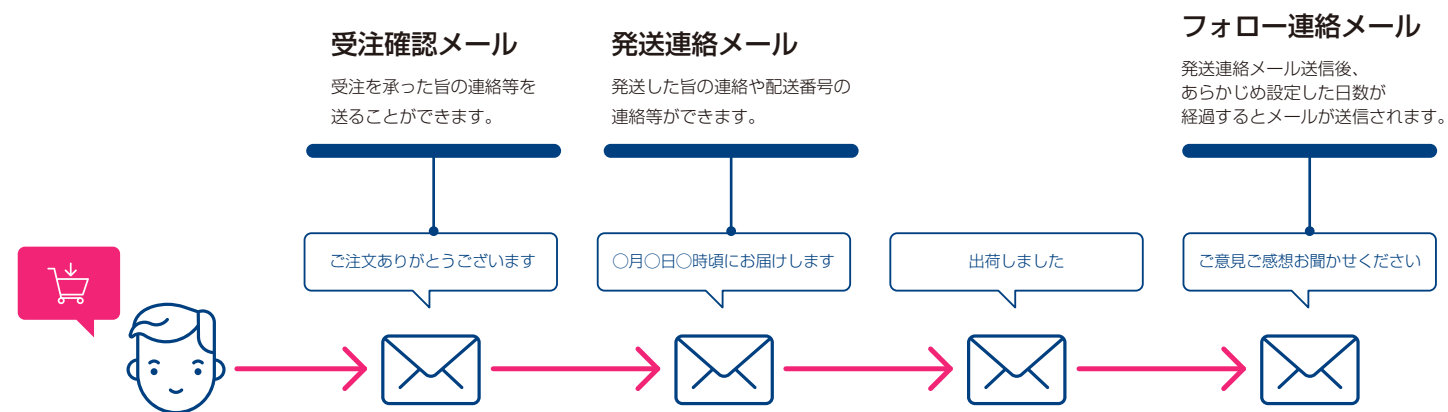 受注確認メール
受注を承った旨の連絡等を
送ることができます。
発送連絡メール
発送した旨の連絡や配送番号の
連絡等ができます。
フォロー連絡メール
発送連絡メール送信後、
あらかじめ設定した日数が
経過するとメールが送信されます。
ご注文ありがとうございます
○月○日○時頃にお届けします
出荷しました
ご意見ご感想お聞かせください